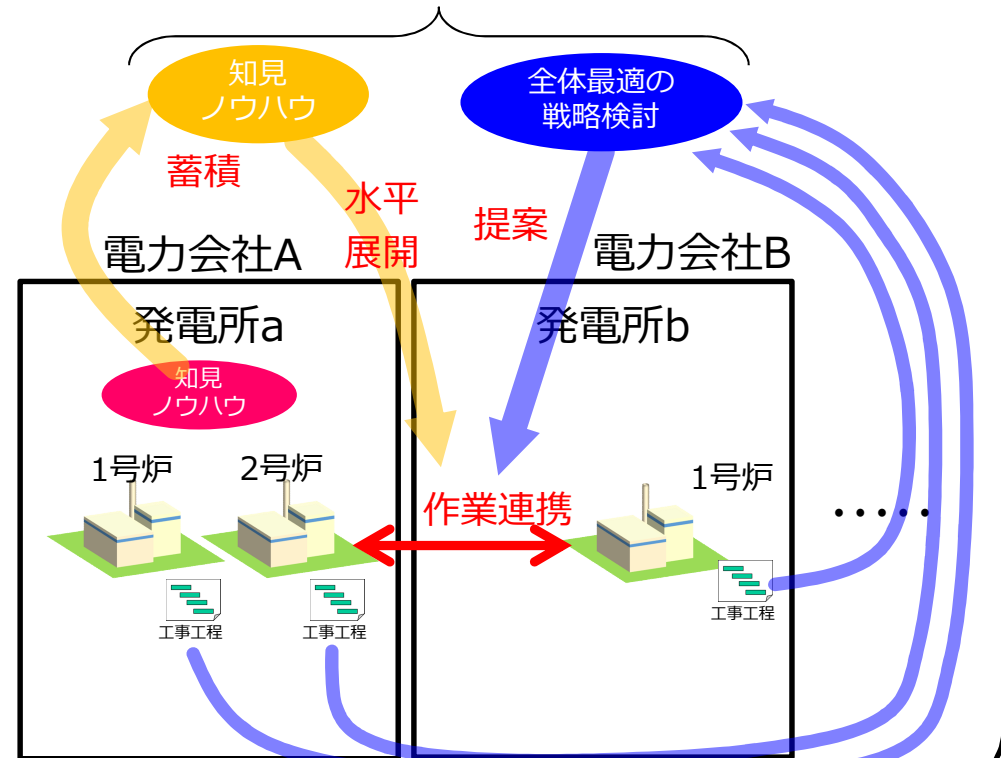 知見
ノウハウ
全体最適の
戦略検討
蓄積
水平
展開
提案
電力会社A
電力会社B
発電所a
発電所b
知見
ノウハウ
1号炉
2号炉
1号炉
作業連携
・・・・・
工事工程
工事工程
工事工程